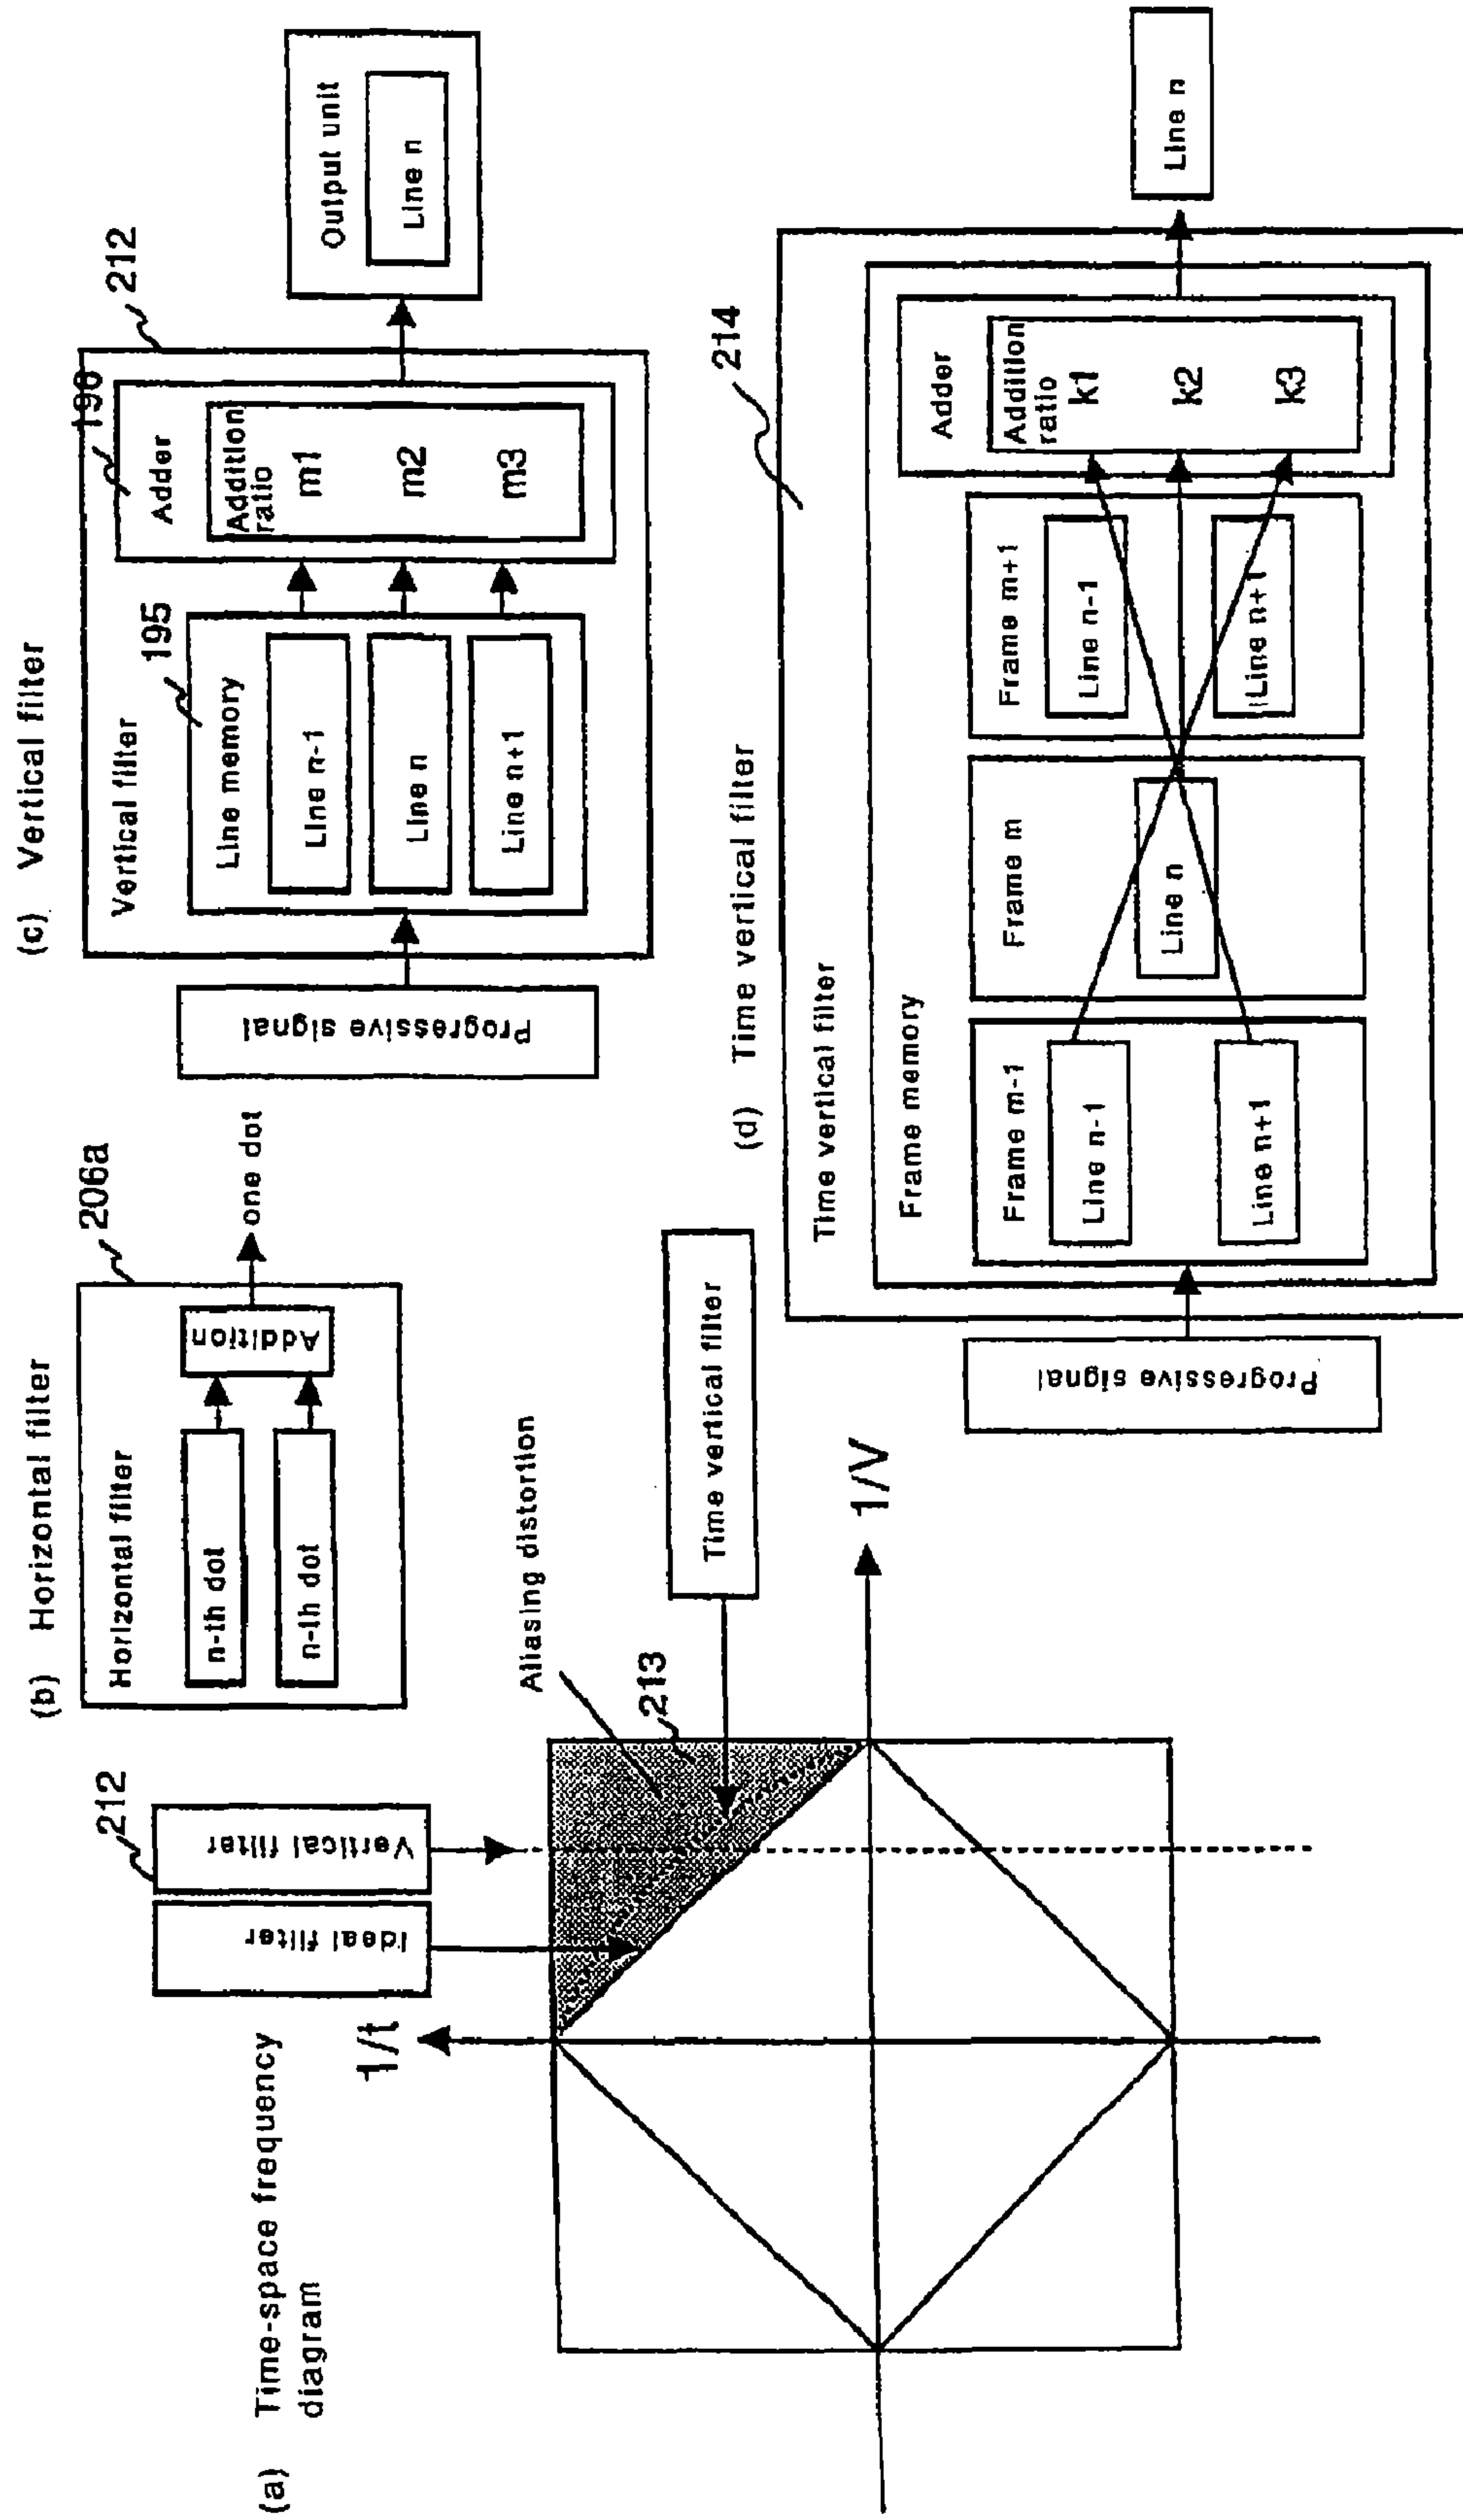 (a) Time-space frequency
diagram
1/t
1/V
Ideal filter
Vertical filter
212
Aliasing distortion
213
Time vertical filter
(b) Horizontal filter
206a
Horizontal filter
n-th dot
n-th dot
Addition
one dot
(c) Vertical filter
212
Vertical filter
Progressive signal
195
Line memory
Line n-1
Line n
Line n+1
196
Adder
Addition
ratio
m1
m2
m3
Output unit
Line n
(d) Time vertical filter
214
Time vertical filter
Progressive signal
Frame memory
Frame m-1
Line n-1
Line n+1
Frame m
Line n
Frame m+1
Line n-1
Line n+1
Adder
Addition
ratio
k1
k2
k3
Line n